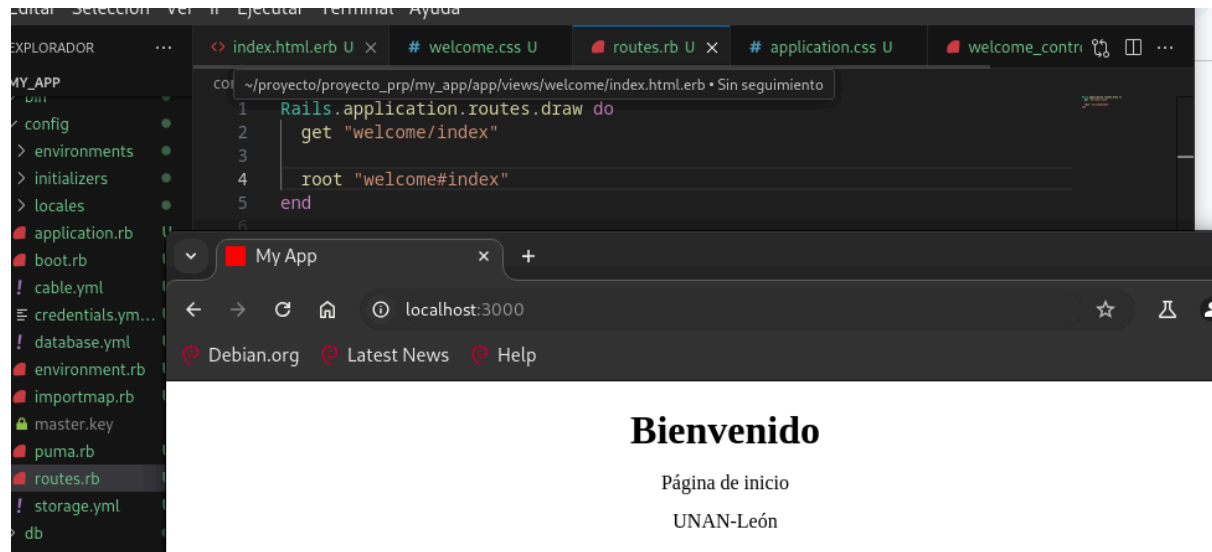 Editar Selección Ver Ir Ejecutar Terminal Ayuda
EXPLORADOR ... index.html.erb U # welcome.css U routes.rb U # application.css U welcome_contr
MY_APP
~/proyecto/proyecto_prp/my_app/app/views/welcome/index.html.erb • Sin seguimiento
bin
config
environments
initializers
locales
application.rb U
boot.rb
! cable.yml
credentials.ym...
! database.yml
environment.rb
importmap.rb
master.key
puma.rb
routes.rb
! storage.yml
db
1 Rails.application.routes.draw do
2 get "welcome/index"
3
4 root "welcome#index"
5 end
6
My App
localhost:3000
Debian.org Latest News Help
Bienvenido
Página de inicio
UNAN-León